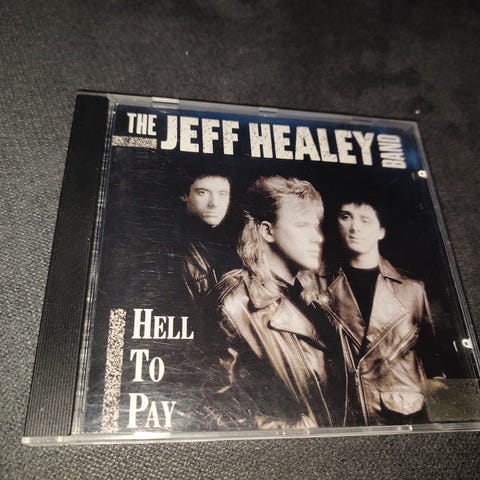 THE JEFF HEALEY BAND
HELL
TO
PAY